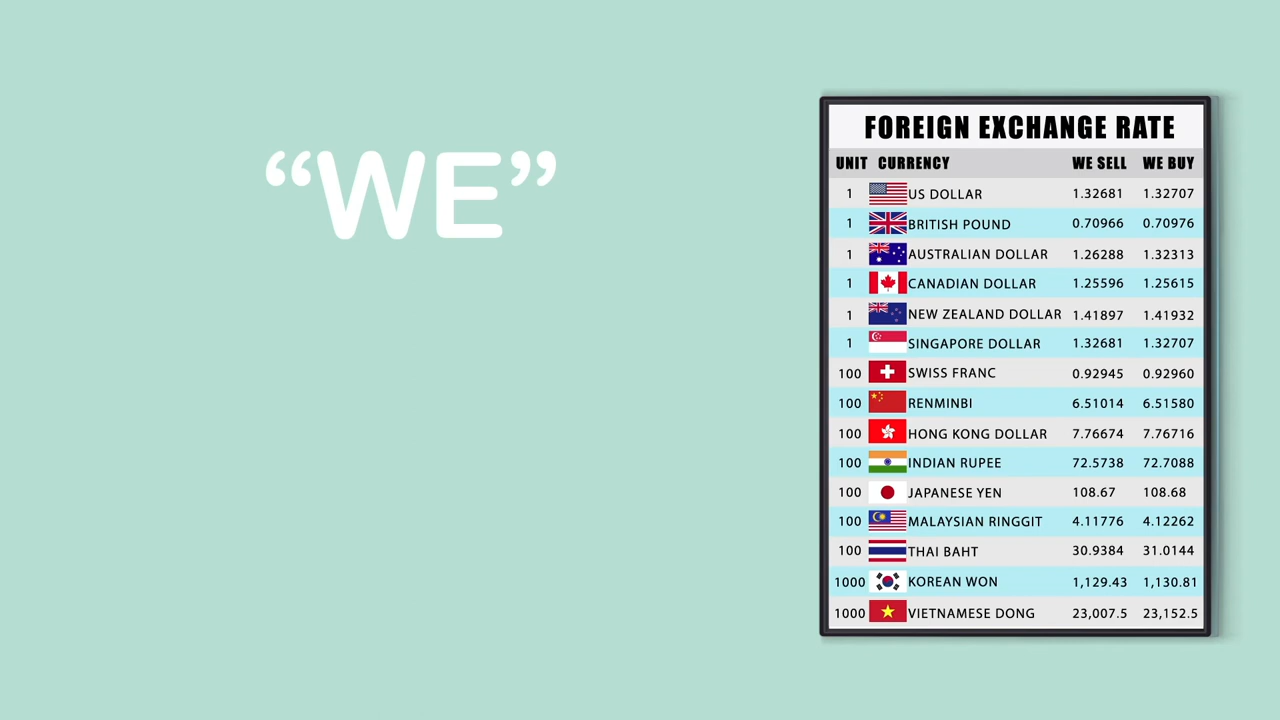 “WE”
FOREIGN EXCHANGE RATE
UNIT CURRENCY WE SELL WE BUY
1 US DOLLAR 1.32681 1.32707
1 BRITISH POUND 0.70966 0.70976
1 AUSTRALIAN DOLLAR 1.26288 1.32313
1 CANADIAN DOLLAR 1.25596 1.25615
1 NEW ZEALAND DOLLAR 1.41897 1.41932
1 SINGAPORE DOLLAR 1.32681 1.32707
100 SWISS FRANC 0.92945 0.92960
100 RENMINBI 6.51014 6.51580
100 HONG KONG DOLLAR 7.76674 7.76716
100 INDIAN RUPEE 72.5738 72.7088
100 JAPANESE YEN 108.67 108.68
100 MALAYSIAN RINGGIT 4.11776 4.12262
100 THAI BAHT 30.9384 31.0144
1000 KOREAN WON 1,129.43 1,130.81
1000 VIETNAMESE DONG 23,007.5 23,152.5